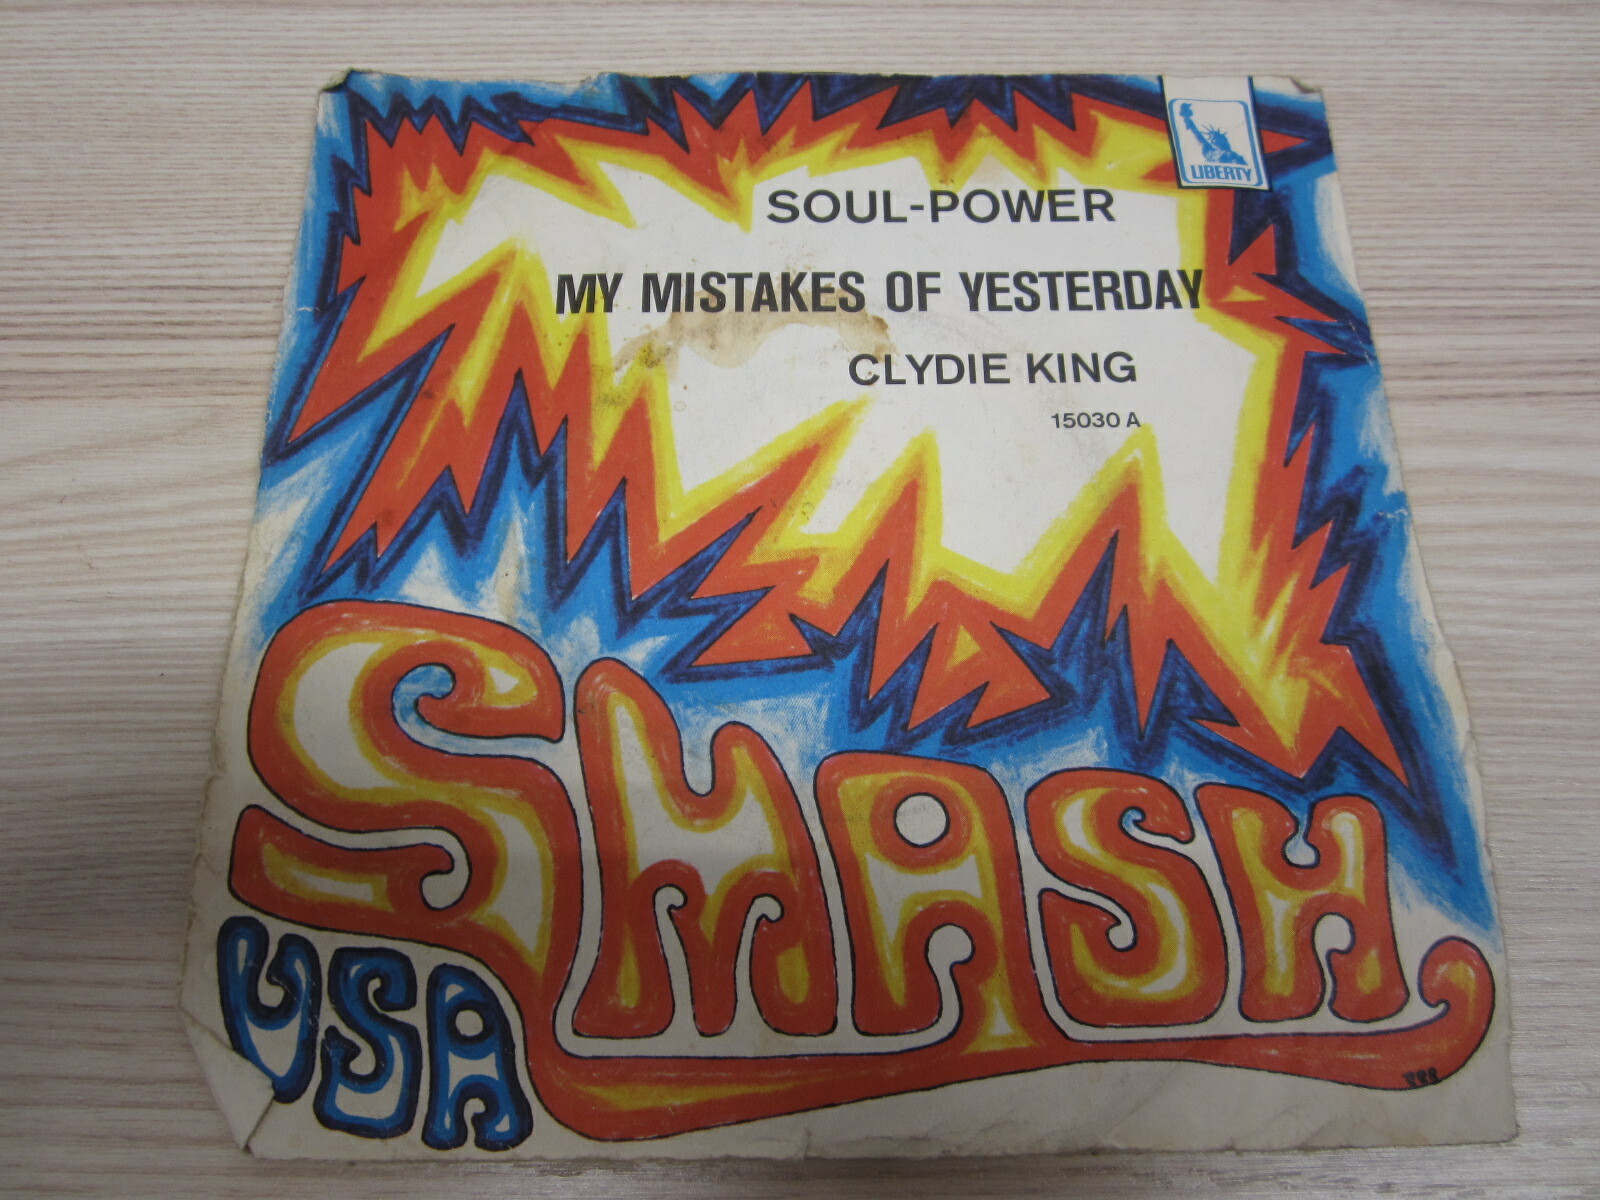 LIBERTY
SOUL-POWER
MY MISTAKES OF YESTERDAY
CLYDIE KING
15030 A
SMASH
USA